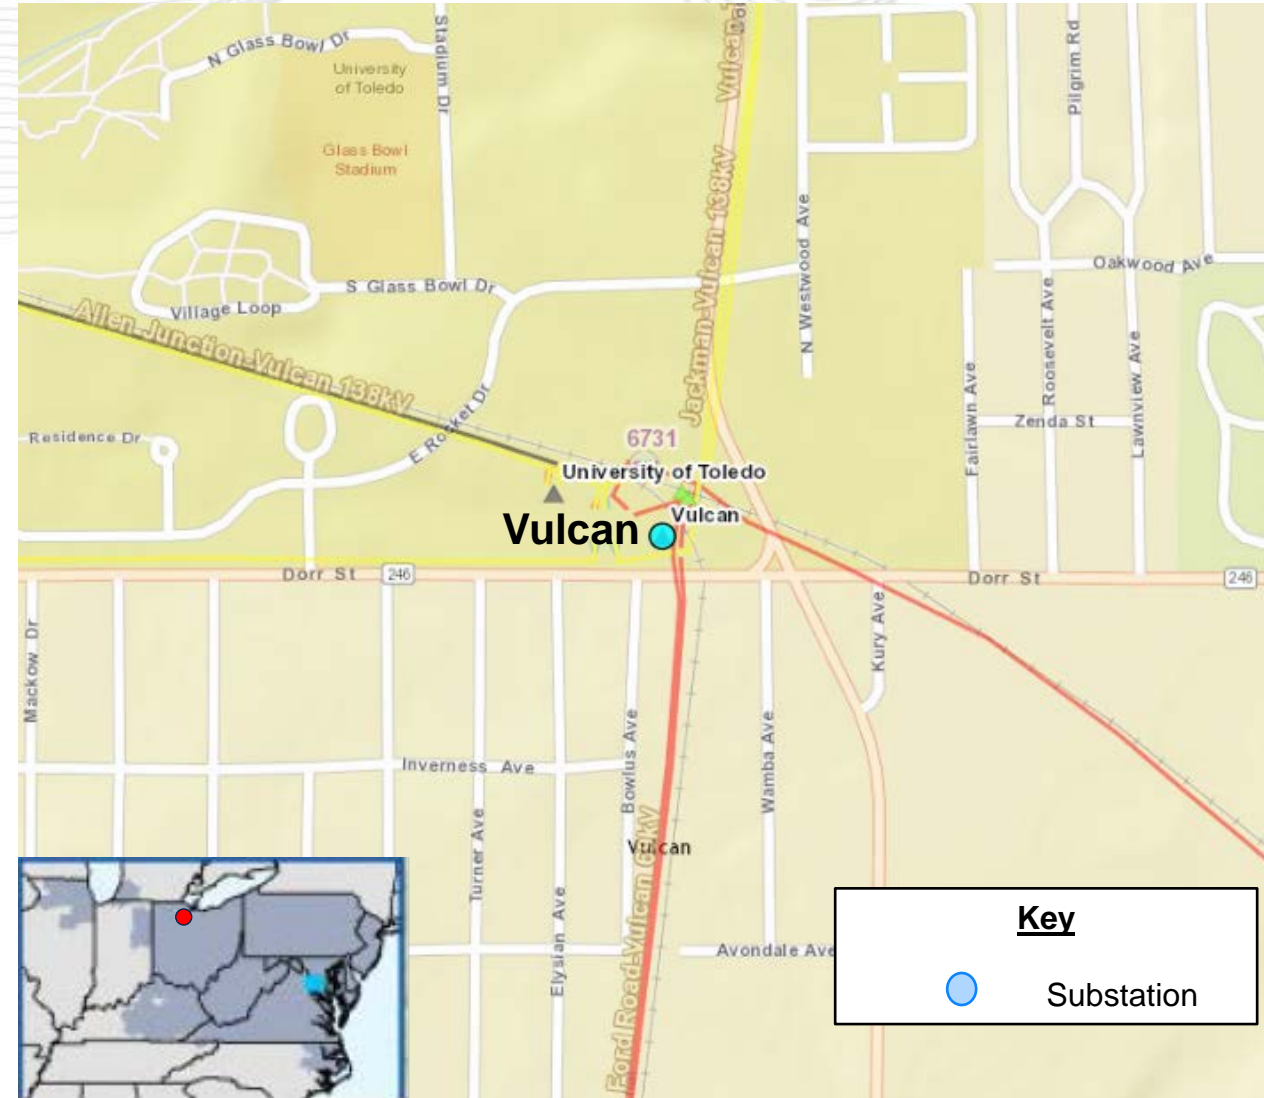 N Glass Bowl Dr
University
of Toledo
Stadium Dr
Glass Bowl
Stadium
Vulcan
Pilgrim Rd
Jackman-Vulcan 138kV
N Westwood Ave
Oakwood Ave
S Glass Bowl Dr
Village Loop
Roosevelt Ave
Lawnview Ave
Fairlawn Ave
Zenda St
Allen Junction-Vulcan 138kV
Residence Dr
E Rocket Dr
6731
University of Toledo
Vulcan
Vulcan
Dorr St
246
Dorr St
246
Mackow Dr
Kury Ave
Inverness Ave
Bowlus Ave
Wamba Ave
Turner Ave
Vulcan
Elysian Ave
Ford Road-Vulcan 69kV
Avondale Ave
Key
Substation